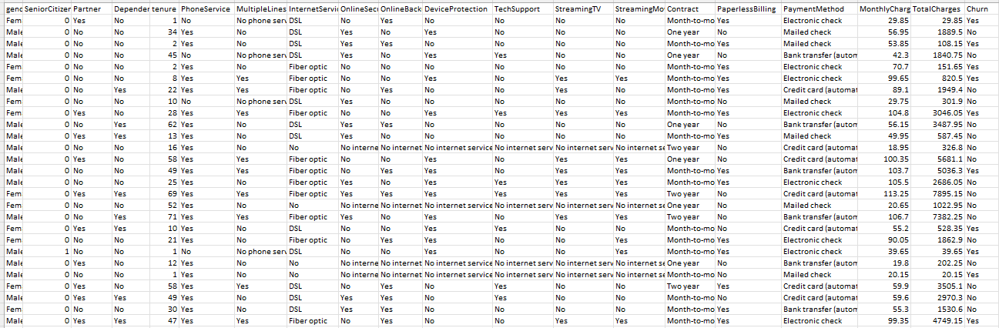 genc SeniorCitizer Partner Depender tenure PhoneService MultipleLines InternetServic OnlineSecu OnlineBack DeviceProtection TechSupport StreamingTV StreamingMo Contract PaperlessBilling PaymentMethod MonthlyCharg TotalCharges Churn
Fem 0 Yes No 1 No No phone serv DSL No Yes No No No No Month-to-mo Yes Electronic check 29.85 29.85 Yes
Male 0 No No 34 Yes No DSL Yes No Yes No No No One year No Mailed check 56.95 1889.5 No
Male 0 No No 2 Yes No DSL Yes Yes No No No No Month-to-mo Yes Mailed check 53.85 108.15 Yes
Male 0 No No 45 No No phone serv DSL Yes No Yes Yes No No One year No Bank transfer (autom 42.3 1840.75 No
Fem 0 No No 2 Yes No Fiber optic No No No No No No Month-to-mo Yes Electronic check 70.7 151.65 Yes
Fem 0 No No 8 Yes Yes Fiber optic No No Yes No Yes Yes Month-to-mo Yes Electronic check 99.65 820.5 Yes
Male 0 No Yes 22 Yes Yes Fiber optic No Yes No No Yes No Month-to-mo Yes Credit card (automat 89.1 1949.4 No
Fem 0 No No 10 No No phone serv DSL Yes No No No No No Month-to-mo No Mailed check 29.75 301.9 No
Fem 0 Yes No 28 Yes Yes Fiber optic No No Yes Yes Yes Yes Month-to-mo Yes Electronic check 104.8 3046.05 Yes
Male 0 No Yes 62 Yes No DSL Yes Yes No No No No One year No Bank transfer (autom 56.15 3487.95 No
Male 0 Yes Yes 13 Yes No DSL Yes No No No No No Month-to-mo Yes Mailed check 49.95 587.45 No
Male 0 No No 16 Yes No No No interne No internet No internet service No internet serv No internet serv No internet se Two year No Credit card (automat 18.95 326.8 No
Male 0 Yes No 58 Yes Yes Fiber optic No No Yes No Yes Yes One year No Credit card (automat 100.35 5681.1 No
Male 0 No No 49 Yes Yes Fiber optic No Yes Yes No Yes Yes Month-to-mo Yes Bank transfer (autom 103.7 5036.3 Yes
Male 0 No No 25 Yes No Fiber optic Yes No Yes Yes Yes Yes Month-to-mo Yes Electronic check 105.5 2686.05 No
Fem 0 Yes Yes 69 Yes Yes Fiber optic Yes Yes Yes Yes Yes Yes Two year No Credit card (automat 113.25 7895.15 No
Fem 0 No No 52 Yes No No No interne No internet No internet service No internet serv No internet serv No internet se One year No Mailed check 20.65 1022.95 No
Male 0 No Yes 71 Yes Yes Fiber optic Yes No Yes No Yes Yes Two year No Bank transfer (autom 106.7 7382.25 No
Fem 0 Yes Yes 10 Yes No DSL No No Yes Yes No No Month-to-mo No Credit card (automat 55.2 528.35 Yes
Fem 0 No No 21 Yes No Fiber optic No Yes Yes No No Yes Month-to-mo Yes Electronic check 90.05 1862.9 No
Male 1 No No 1 No No phone serv DSL No No Yes No No Yes Month-to-mo Yes Electronic check 39.65 39.65 Yes
Male 0 Yes No 12 Yes No No No interne No internet No internet service No internet serv No internet serv No internet se One year No Bank transfer (autom 19.8 202.25 No
Male 0 No No 1 Yes No No No interne No internet No internet service No internet serv No internet serv No internet se Month-to-mo No Mailed check 20.15 20.15 Yes
Fem 0 Yes No 58 Yes Yes DSL No Yes No Yes No No Two year Yes Credit card (automat 59.9 3505.1 No
Male 0 Yes Yes 49 Yes No DSL Yes Yes No Yes No No Month-to-mo No Credit card (automat 59.6 2970.3 No
Fem 0 No No 30 Yes No DSL Yes Yes No No No No Month-to-mo Yes Bank transfer (autom 55.3 1530.6 No
Male 0 Yes Yes 47 Yes Yes Fiber optic No Yes No No Yes Yes Month-to-mo Yes Electronic check 99.35 4749.15 Yes